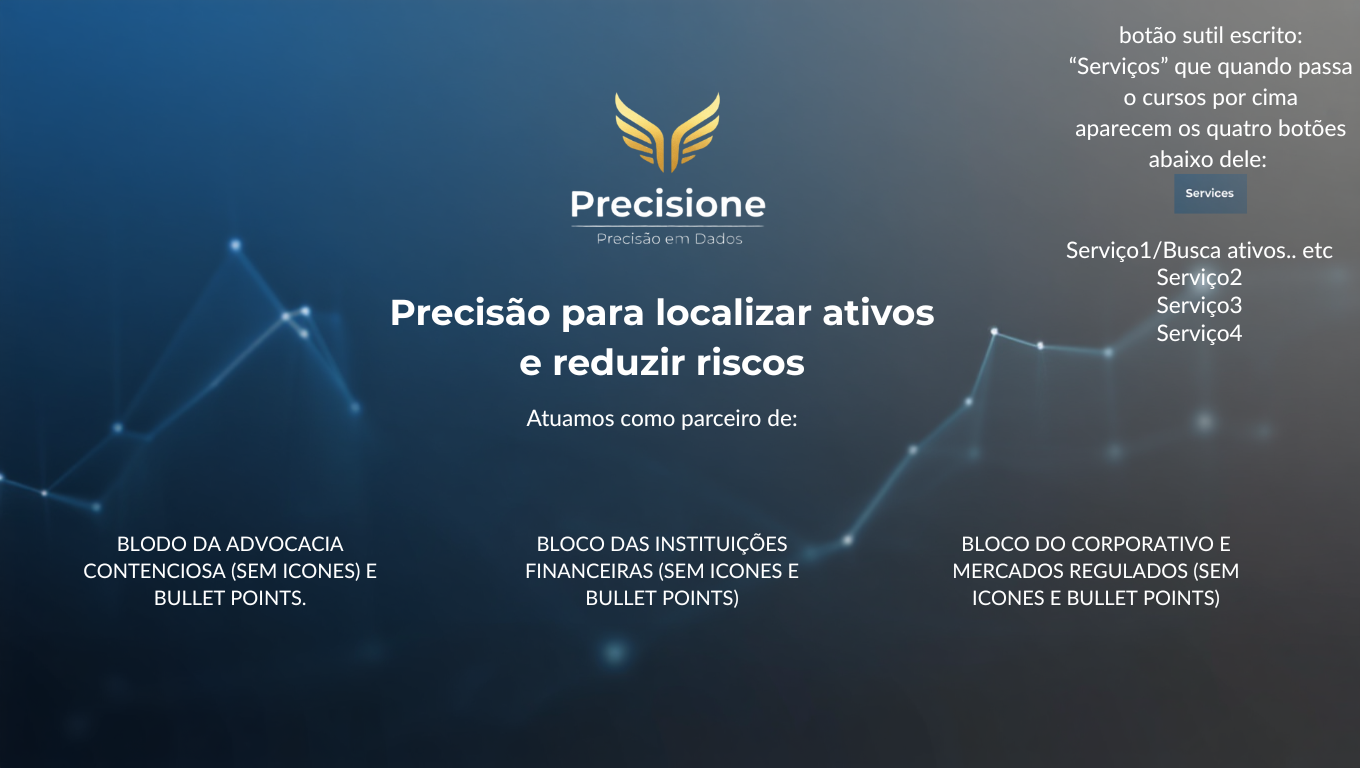 botão sutil escrito:
“Serviços” que quando passa
o cursos por cima
aparecem os quatro botões
abaixo dele:
Services
Serviço1/Busca ativos.. etc
Serviço2
Serviço3
Serviço4
Precisione
Precisão em Dados
Precisão para localizar ativos
e reduzir riscos
Atuamos como parceiro de:
BLODO DA ADVOCACIA
CONTENCIOSA (SEM ICONES) E
BULLET POINTS.
BLOCO DAS INSTITUIÇÕES
FINANCEIRAS (SEM ICONES E
BULLET POINTS)
BLOCO DO CORPORATIVO E
MERCADOS REGULADOS (SEM
ICONES E BULLET POINTS)